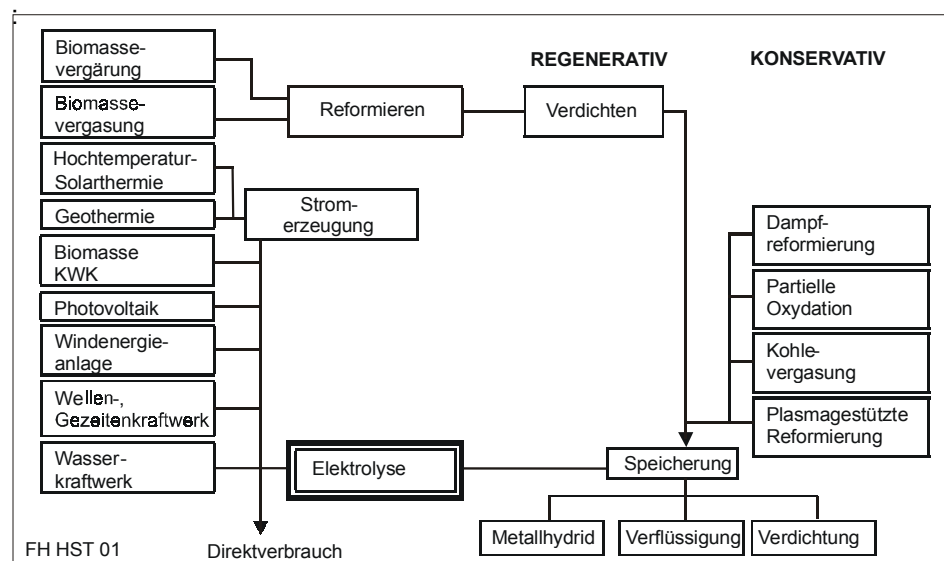 :
Biomasse-
vergärung
REGENERATIV
KONSERVATIV
Biomasse-
vergasung
Reformieren
Verdichten
Hochtemperatur-
Solarthermie
Strom-
erzeugung
Geothermie
Dampf-
reformierung
Biomasse
KWK
Partielle
Oxydation
Photovoltaik
Windenergie-
anlage
Kohle-
vergasung
Wellen-,
Gezeitenkraftwerk
Plasmagestützte
Reformierung
Wasser-
kraftwerk
Elektrolyse
Speicherung
Metallhydrid
Verflüssigung
Verdichtung
FH HST 01
Direktverbrauch